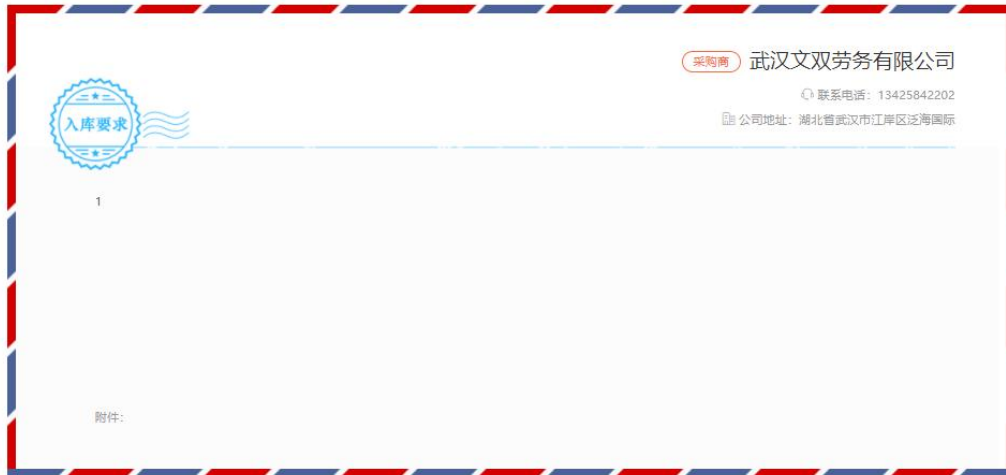 采购商 武汉文双劳务有限公司
联系电话：13425842202
公司地址：湖北省武汉市江岸区泛海国际
入库要求
1
附件：